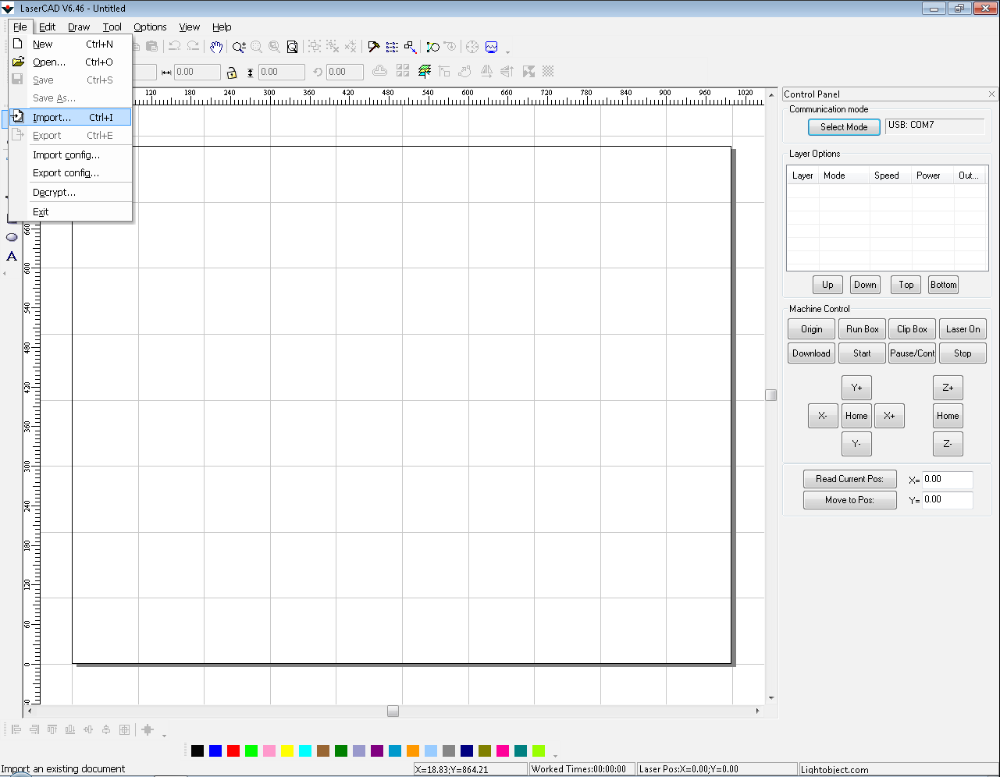 LaserCAD V6.46 - Untitled
File Edit Draw Tool Options View Help
New Ctrl+N
Open... Ctrl+O
Save Ctrl+S
Save As...
Import... Ctrl+I
Export Ctrl+E
Import config...
Export config...
Decrypt...
Exit
0.00 0.00 0.00
120 180 240 300 360 420 480 540 600 660 720 780 840 900 960 1020
660
600
540
480
420
360
300
240
180
120
60
0
A
Control Panel
Communication mode
Select Mode USB: COM7
Layer Options
Layer Mode Speed Power Out...
Up Down Top Bottom
Machine Control
Origin Run Box Clip Box Laser On
Download Start Pause/Cont Stop
Y+ Z+
X- Home X+ Home
Y- Z-
Read Current Pos: X= 0.00
Move to Pos: Y= 0.00
Import an existing document X=18.83;Y=864.21 Worked Times:00:00:00 Laser Pos:X=0.00;Y=0.00 Lightobject.com